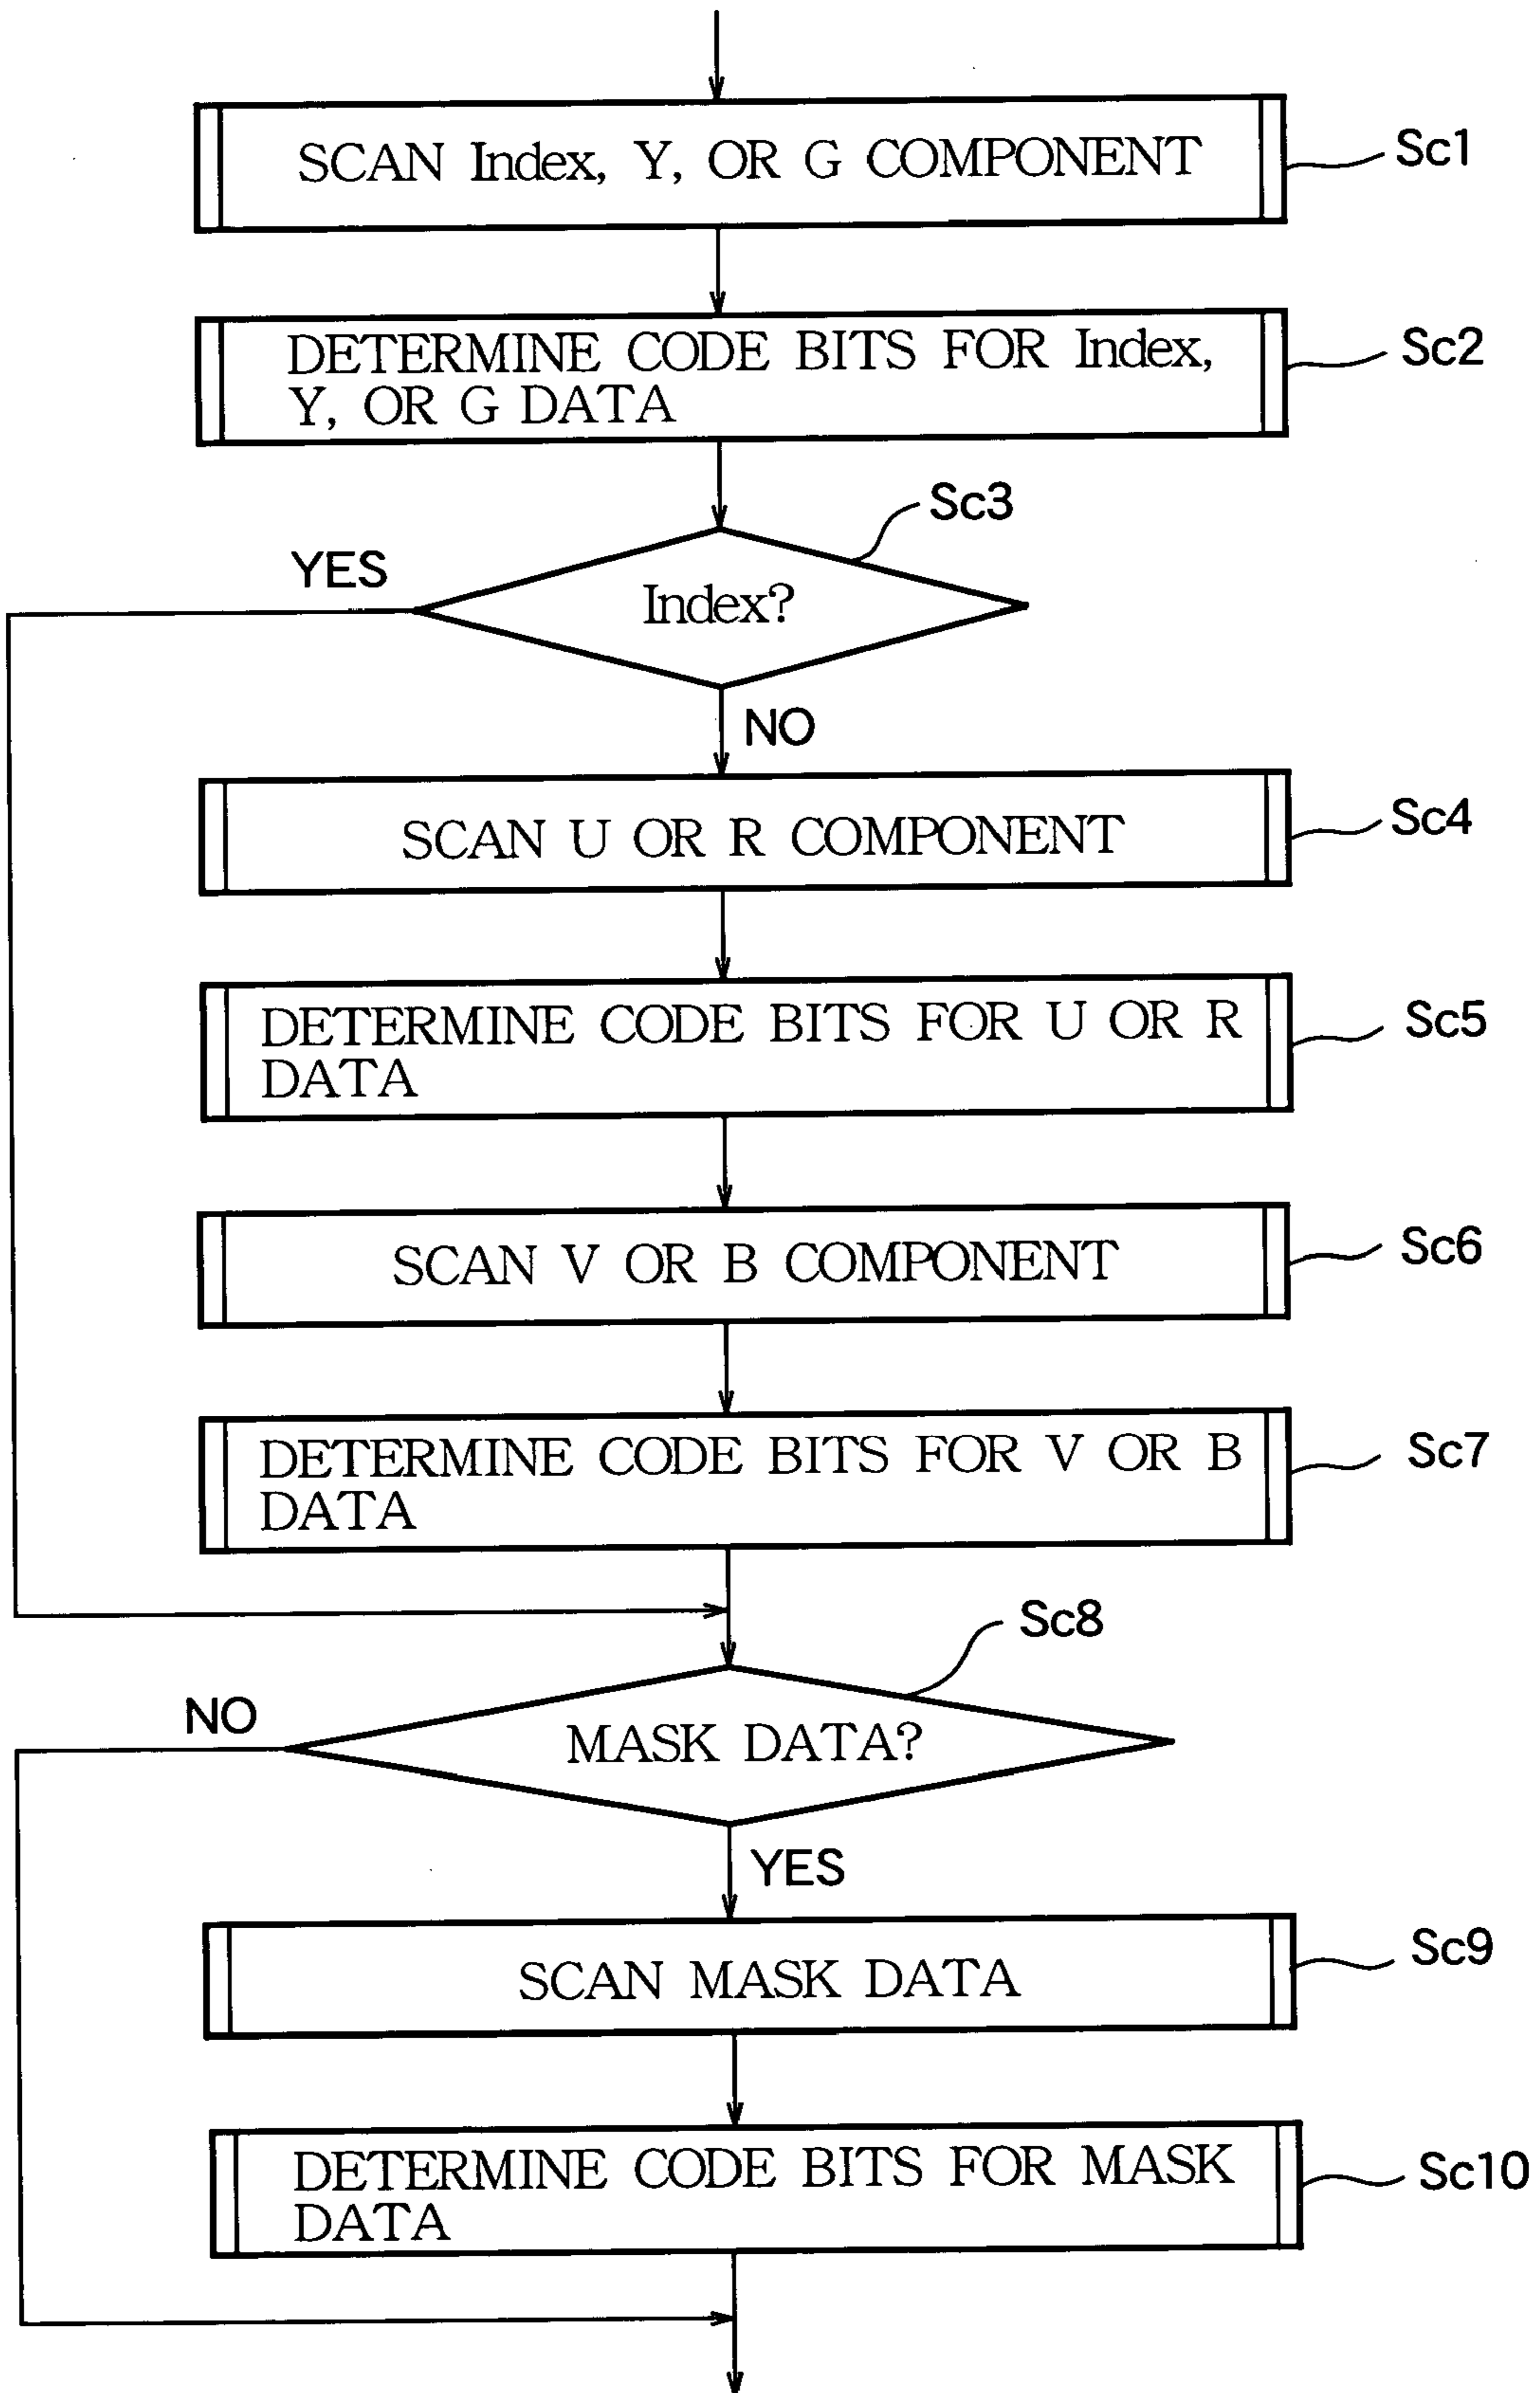 SCAN Index, Y, OR G COMPONENT
Sc1
DETERMINE CODE BITS FOR Index,
Y, OR G DATA
Sc2
Sc3
YES
Index?
NO
SCAN U OR R COMPONENT
Sc4
DETERMINE CODE BITS FOR U OR R
DATA
Sc5
SCAN V OR B COMPONENT
Sc6
DETERMINE CODE BITS FOR V OR B
DATA
Sc7
Sc8
NO
MASK DATA?
YES
SCAN MASK DATA
Sc9
DETERMINE CODE BITS FOR MASK
DATA
Sc10